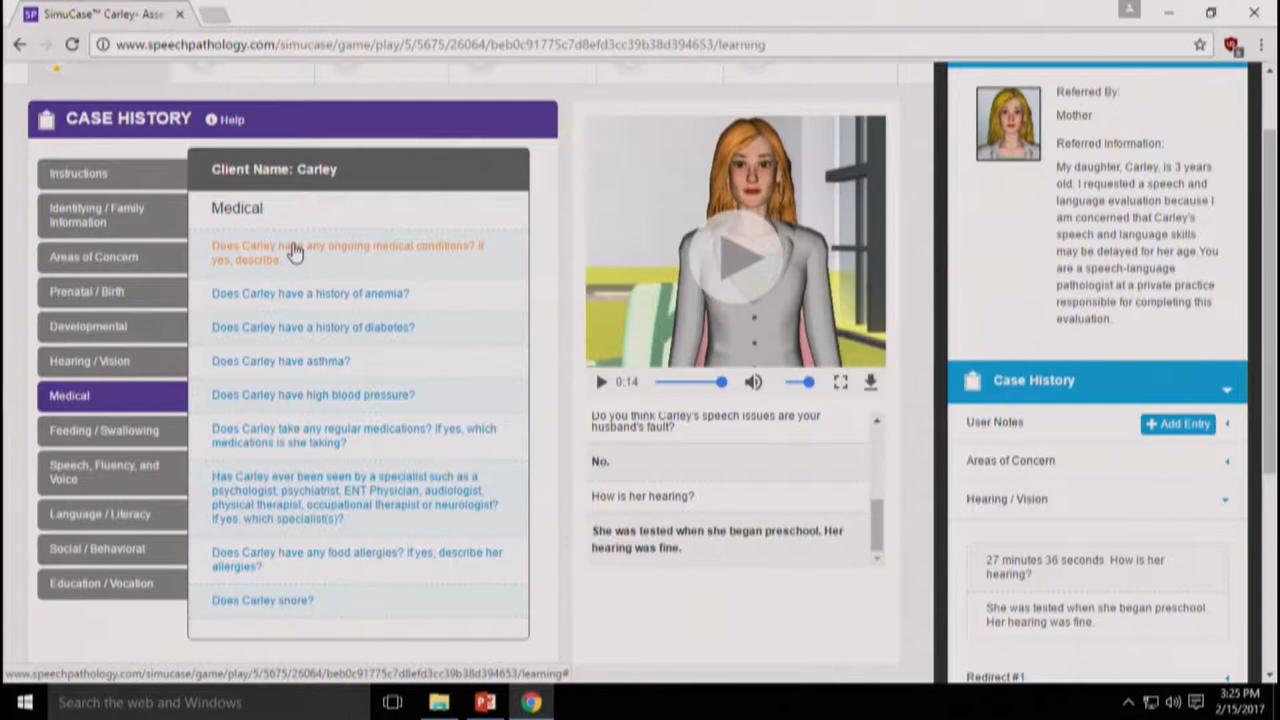 SP SimuCase™ Carley- Asse
www.speechpathology.com/simucase/game/play/5/5675/26064/beb0c91775c7d8efd3cc39b38d394653/learning
CASE HISTORY Help
Instructions
Identifying / Family
Information
Areas of Concern
Prenatal / Birth
Developmental
Hearing / Vision
Medical
Feeding / Swallowing
Speech, Fluency, and
Voice
Language / Literacy
Social / Behavioral
Education / Vocation
Client Name: Carley
Medical
Does Carley have any ongoing medical conditions? If
yes, describe.
Does Carley have a history of anemia?
Does Carley have a history of diabetes?
Does Carley have asthma?
Does Carley have high blood pressure?
Does Carley take any regular medications? If yes, which
medications is she taking?
Has Carley ever been seen by a specialist such as a
psychologist, psychiatrist, ENT Physician, audiologist,
physical therapist, occupational therapist or neurologist?
If yes, which specialist(s)?
Does Carley have any food allergies? If yes, describe her
allergies?
Does Carley snore?
0:14
Do you think Carley's speech issues are your
husband's fault?
No.
How is her hearing?
She was tested when she began preschool. Her
hearing was fine.
Referred By:
Mother
Referred Information:
My daughter, Carley, is 3 years
old. I requested a speech and
language evaluation because I
am concerned that Carley's
speech and language skills
may be delayed for her age.You
are a speech-language
pathologist at a private practice
responsible for completing this
evaluation.
Case History
User Notes + Add Entry
Areas of Concern
Hearing / Vision
27 minutes 36 seconds How is her
hearing?
She was tested when she began preschool.
Her hearing was fine.
Redirect #1
www.speechpathology.com/simucase/game/play/5/5675/26064/beb0c91775c7d8efd3cc39b38d394653/learning#
Search the web and Windows
3:25 PM
2/15/2017